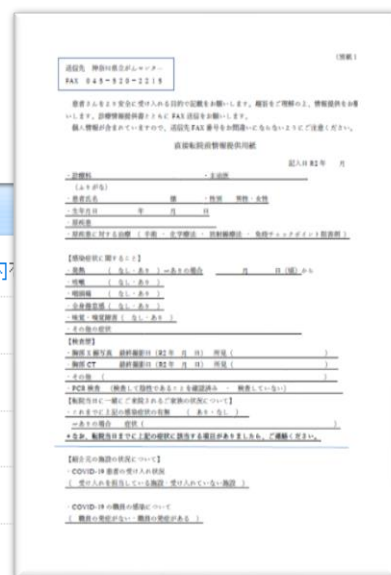 (別紙1
送信先 神奈川県立がんセンター
FAX 045-520-2215
患者さんをより安全に受け入れる目的で記載をお願いします。趣旨をご理解の上、情報提供をお願
いします。診療情報提供書とともに FAX 送信をお願いします。
個人情報が含まれていますので、送信先 FAX 番号をお間違いにならないようにご注意ください。
直接転院前情報提供用紙
記入日 R2 年 月
・診療科 ・主治医
(ふりがな)
・患者氏名 様 ・性別 男性・女性
・生年月日 年 月 日
・原疾患
・原疾患に対する治療 ( 手術 ・ 化学療法 ・ 放射線療法 ・ 免疫チェックポイント阻害剤 )
【感染症状に関すること】
・発熱 ( なし・あり ) ⇒ありの場合 月 日(頃)から
・咳嗽 ( なし・あり )
・咽頭痛 ( なし・あり )
・全身倦怠感 ( なし・あり )
・味覚・嗅覚障害 ( なし・あり )
・その他の症状
【検査歴】
・胸部 X 線写真 最終撮影日 (R2 年 月 日) 所見 ( )
・胸部 CT 最終撮影日 (R2 年 月 日) 所見 ( )
・その他 (
・PCR 検査 (検査して陰性であることを確認済み ・ 検査していない)
【転院当日に一緒にご来院されるご家族の状況について】
・これまでに上記の感染症状の有無 ( あり・なし )
⇒ありの場合 症状 ( )
*なお、転院当日までに上記の症状に該当する項目がありましたら、ご連絡ください。
【紹介元の施設の状況について】
・COVID-19 患者の受け入れ状況
( 受け入れを担当している施設・受け入れていない施設 )
・COVID-19 の職員の感染について
( 職員の発症がない・職員の発症がある )